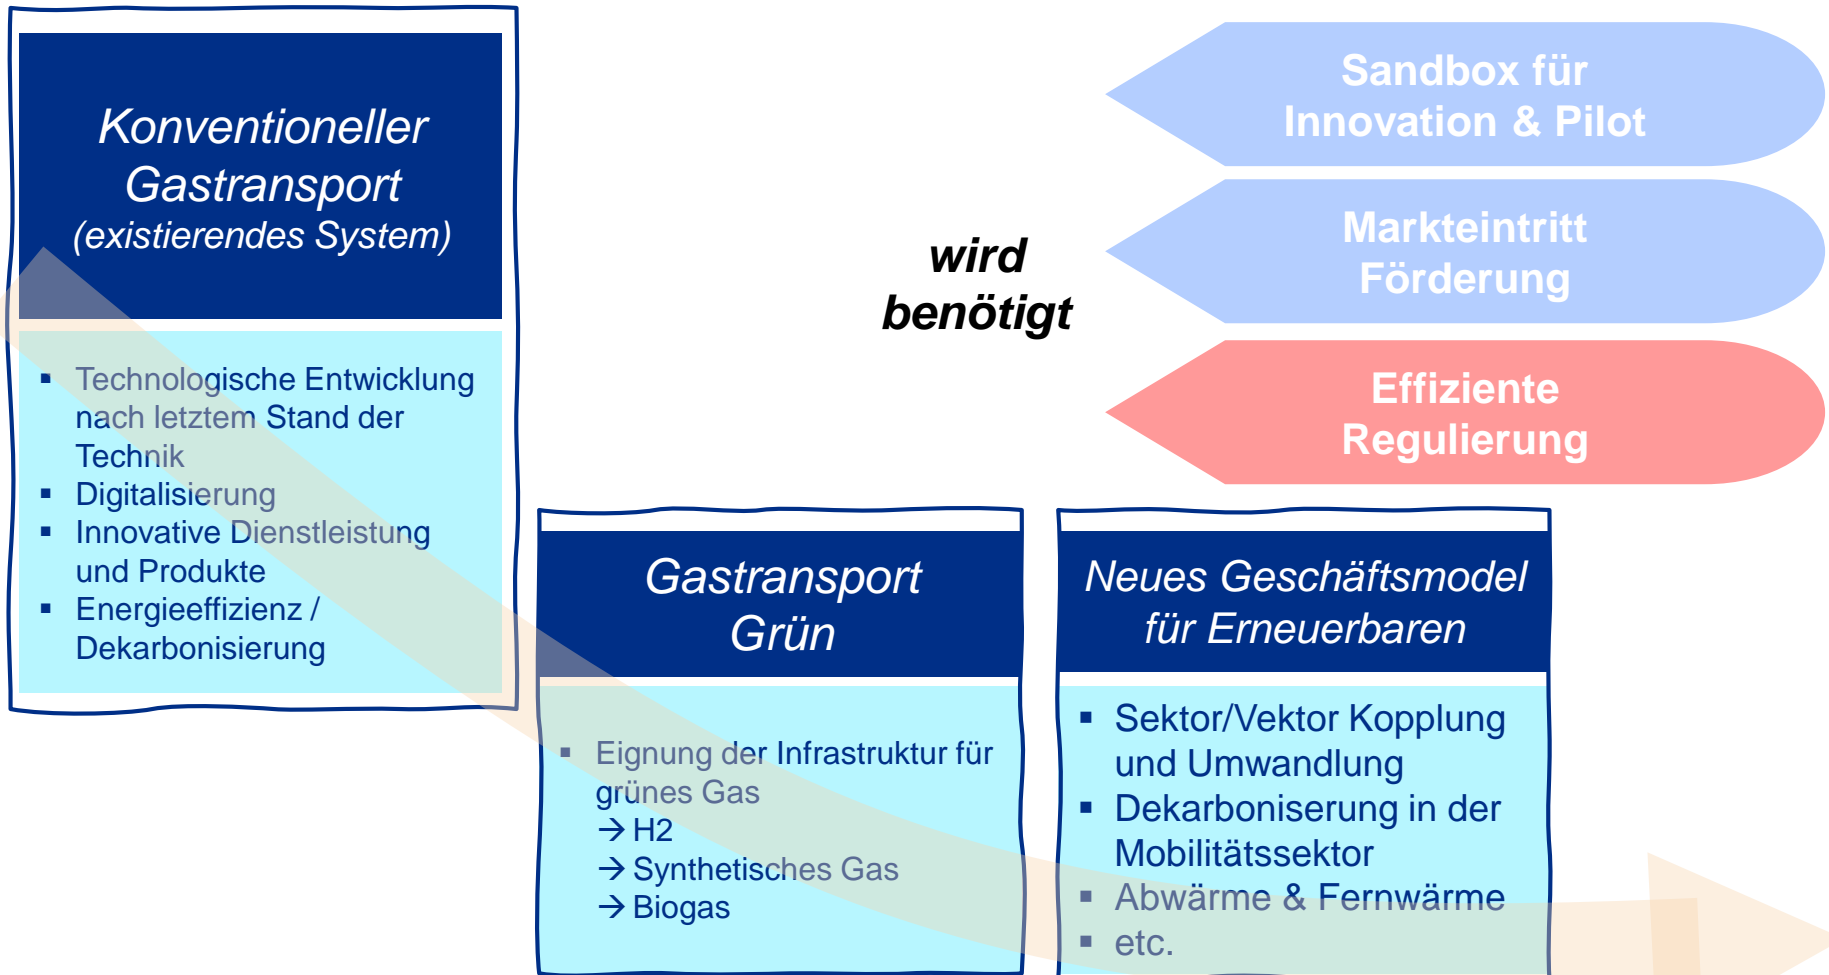 Konventioneller
Gastransport
(existierendes System)
▪ Technologische Entwicklung
nach letztem Stand der
Technik
▪ Digitalisierung
▪ Innovative Dienstleistung
und Produkte
▪ Energieeffizienz /
Dekarbonisierung
wird
benötigt
Sandbox für
Innovation & Pilot
Markteintritt
Förderung
Effiziente
Regulierung
Gastransport
Grün
▪ Eignung der Infrastruktur für
grünes Gas
→ H2
→ Synthetisches Gas
→ Biogas
Neues Geschäftsmodel
für Erneuerbaren
▪ Sektor/Vektor Kopplung
und Umwandlung
▪ Dekarboniserung in der
Mobilitätssektor
▪ Abwärme & Fernwärme
▪ etc.